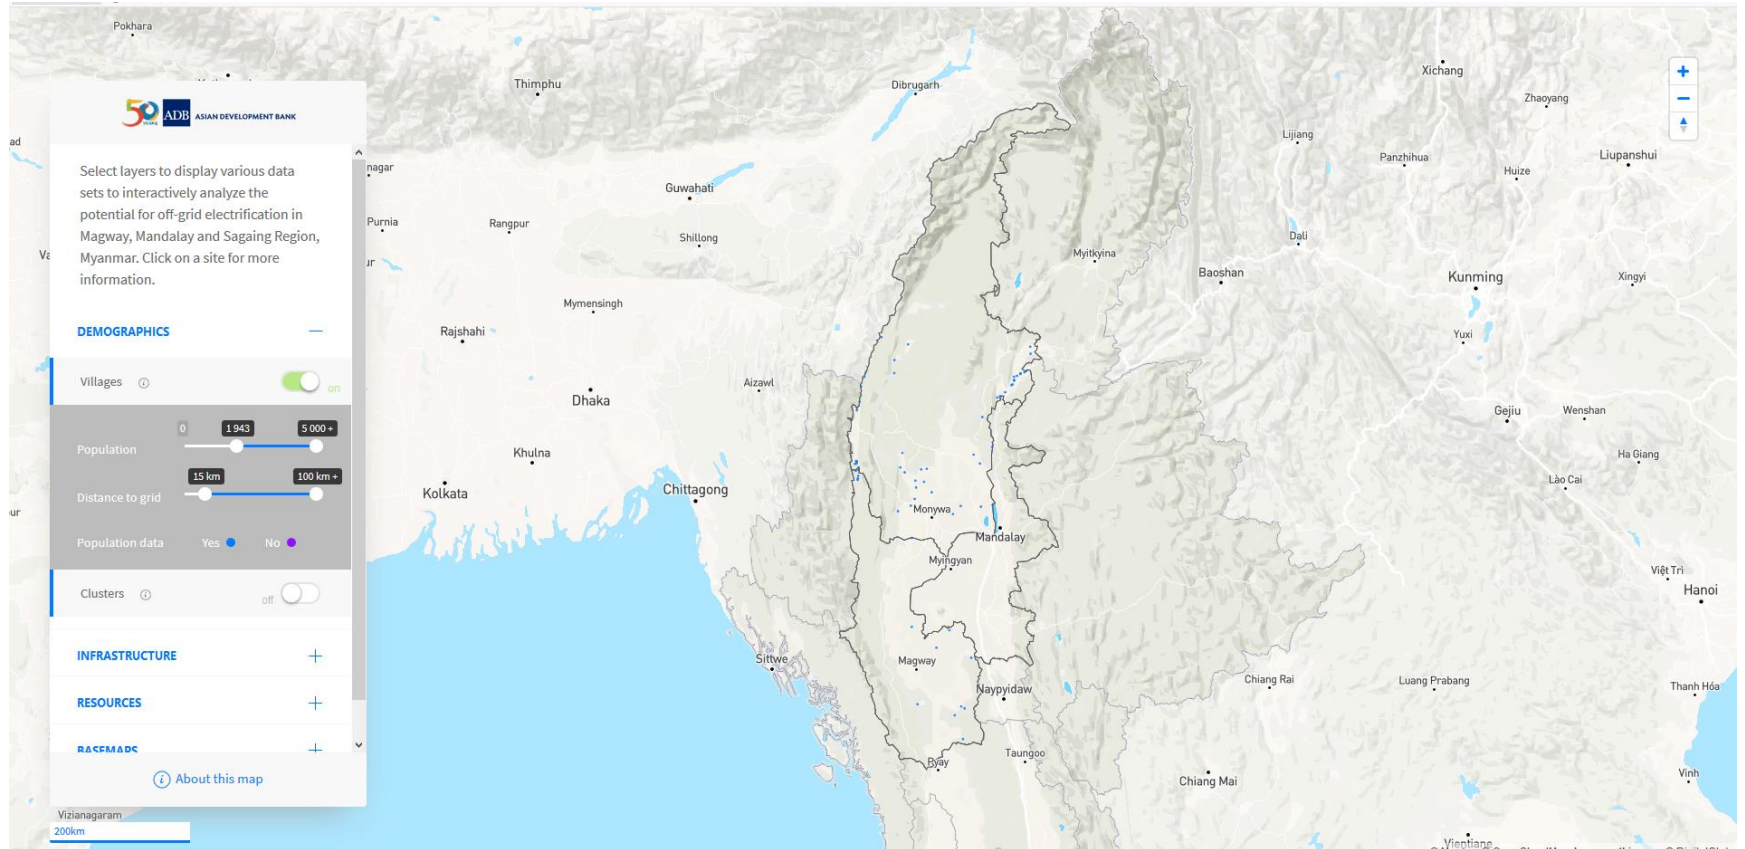 50
YEARS
ADB
ASIAN DEVELOPMENT BANK
Select layers to display various data
sets to interactively analyze the
potential for off-grid electrification in
Magway, Mandalay and Sagaing Region,
Myanmar. Click on a site for more
information.
DEMOGRAPHICS
Villages
on
0
1 943
5 000 +
Population
15 km
100 km +
Distance to grid
Population data Yes No
Clusters
off
INFRASTRUCTURE
RESOURCES
BASEMAPS
About this map
Vizianagaram
200km
Pokhara
Thimphu
Dibrugarh
Xichang
Zhaoyang
Lijiang
Panzhihua
Liupanshui
Huize
Guwahati
Purnia
Rangpur
Shillong
Dali
Myitkyina
Baoshan
Kunming
Xingyi
Mymensingh
Rajshahi
Yuxi
Aizawl
Dhaka
Gejiu
Wenshan
Khulna
Ha Giang
Kolkata
Chittagong
Lào Cai
Monywa
Mandalay
Myingyan
Việt Trì
Hanoi
Sittwe
Magway
Naypyidaw
Chiang Rai
Luang Prabang
Thanh Hóa
Pyay
Taungoo
Chiang Mai
Vinh
Vientiane